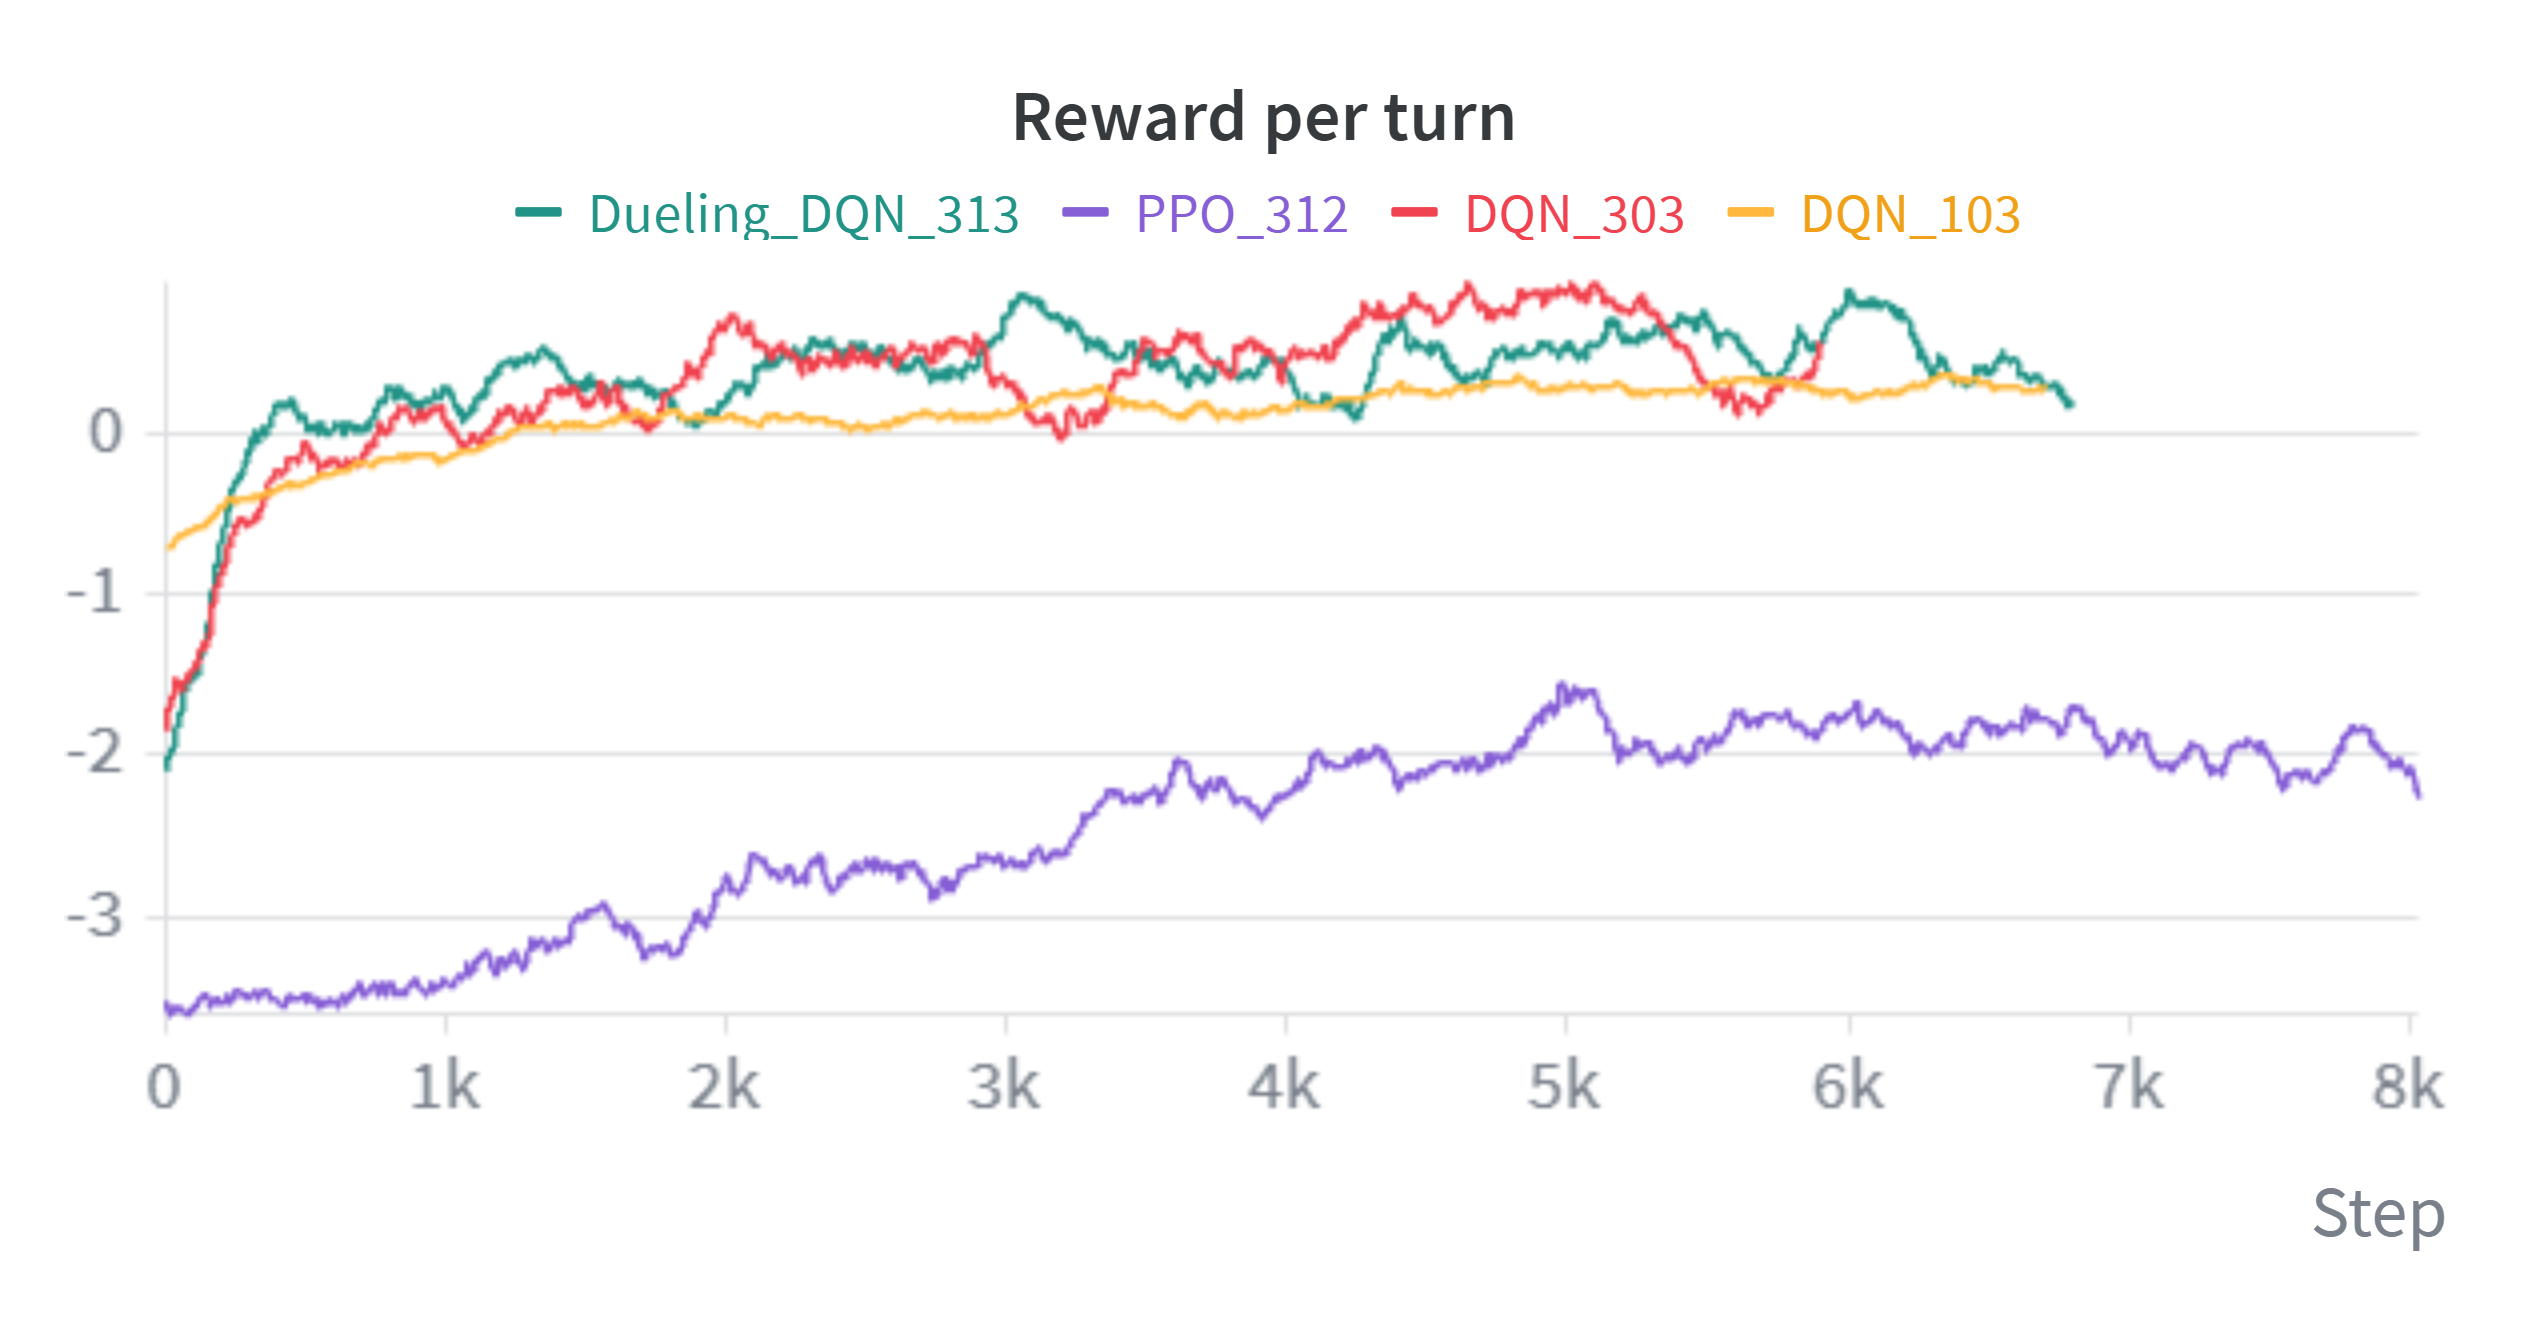 Reward per turn
Dueling_DQN_313 PPO_312 DQN_303 DQN_103
0
-1
-2
-3
0 1k 2k 3k 4k 5k 6k 7k 8k
Step